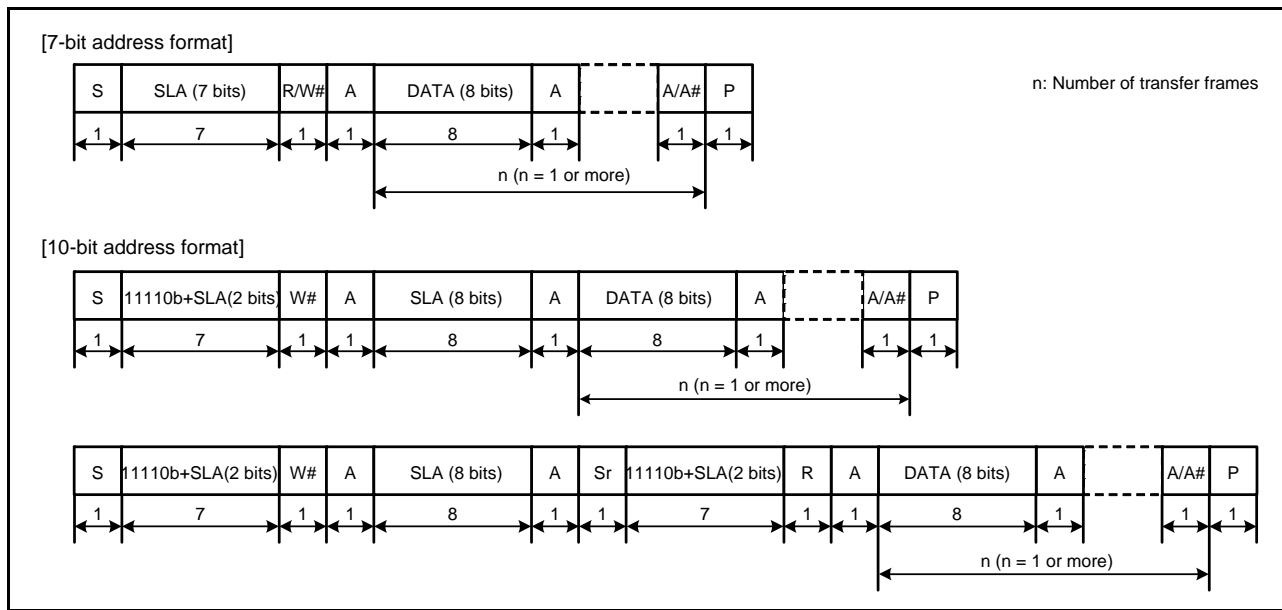 [7-bit address format]
S SLA (7 bits) R/W# A DATA (8 bits) A A/A# P
n: Number of transfer frames
1 7 1 1 8 1 1 1
n (n = 1 or more)
[10-bit address format]
S 11110b+SLA(2 bits) W# A SLA (8 bits) A DATA (8 bits) A A/A# P
1 7 1 1 8 1 8 1 1 1
n (n = 1 or more)
S 11110b+SLA(2 bits) W# A SLA (8 bits) A Sr 11110b+SLA(2 bits) R A DATA (8 bits) A A/A# P
1 7 1 1 8 1 1 7 1 1 8 1 1 1
n (n = 1 or more)